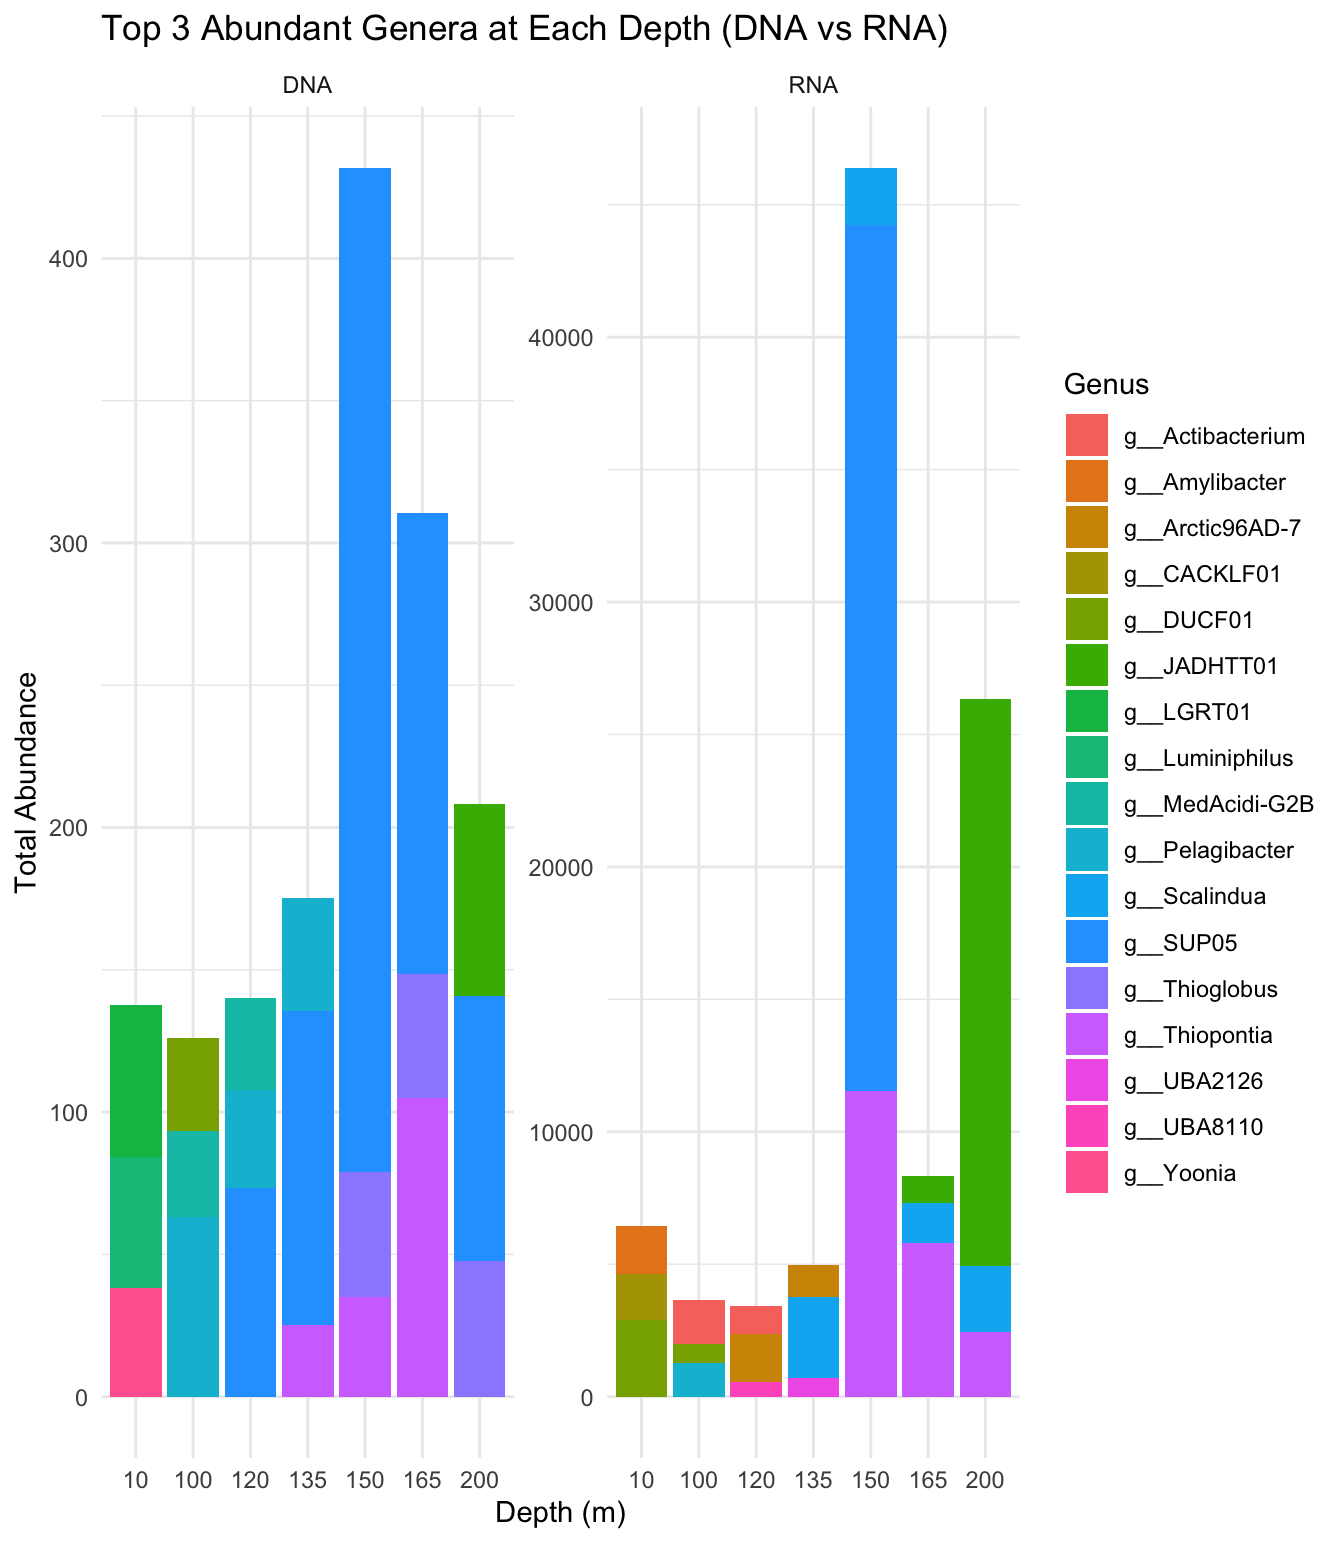 Top 3 Abundant Genera at Each Depth (DNA vs RNA)
DNA
RNA
Total Abundance
400
300
200
100
0
40000
30000
20000
10000
0
10 100 120 135 150 165 200
10 100 120 135 150 165 200
Depth (m)
Genus
g__Actibacterium
g__Amylibacter
g__Arctic96AD-7
g__CACKLF01
g__DUCF01
g__JADHTT01
g__LGRT01
g__Luminiphilus
g__MedAcidi-G2B
g__Pelagibacter
g__Scalindua
g__SUP05
g__Thioglobus
g__Thiopontia
g__UBA2126
g__UBA8110
g__Yoonia